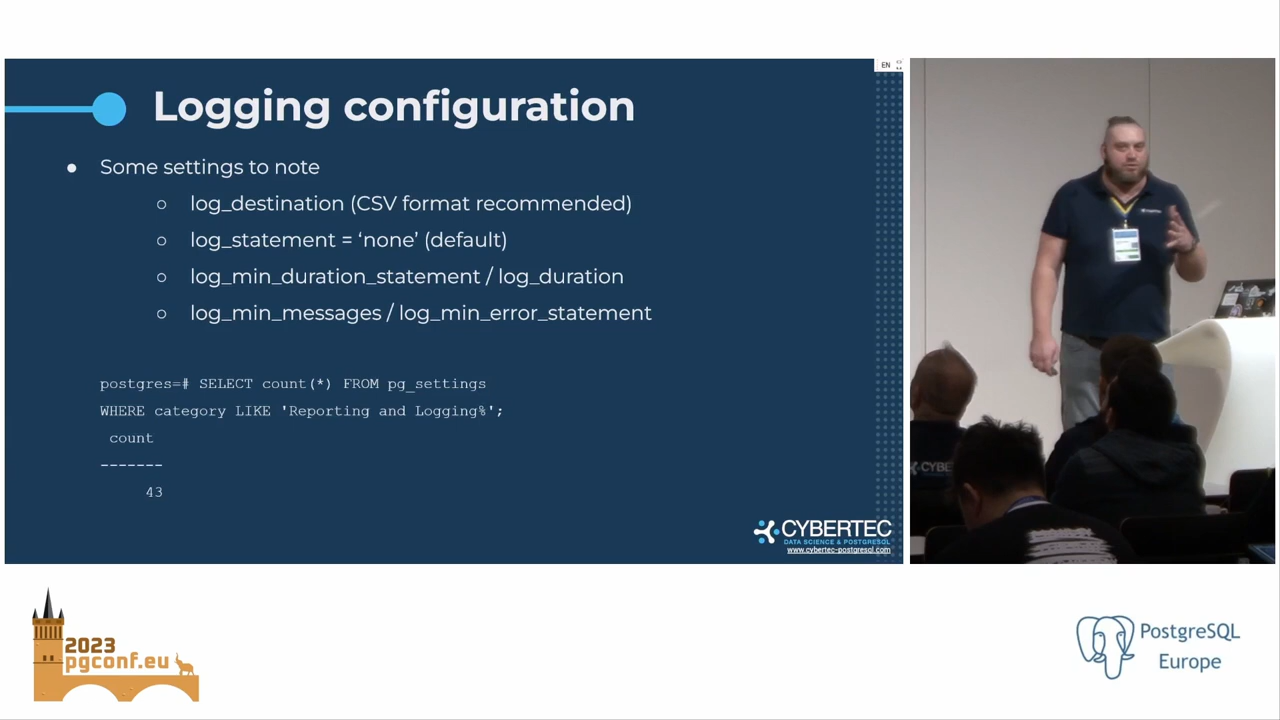 EN
Logging configuration
● Some settings to note
○ log_destination (CSV format recommended)
○ log_statement = ‘none’ (default)
○ log_min_duration_statement / log_duration
○ log_min_messages / log_min_error_statement
postgres=# SELECT count(*) FROM pg_settings
WHERE category LIKE 'Reporting and Logging%';
count
-------
43
CYBERTEC
DATA SCIENCE & POSTGRESQL
www.cybertec-postgresql.com
CYBE
2023
pgconf.eu
PostgreSQL
Europe